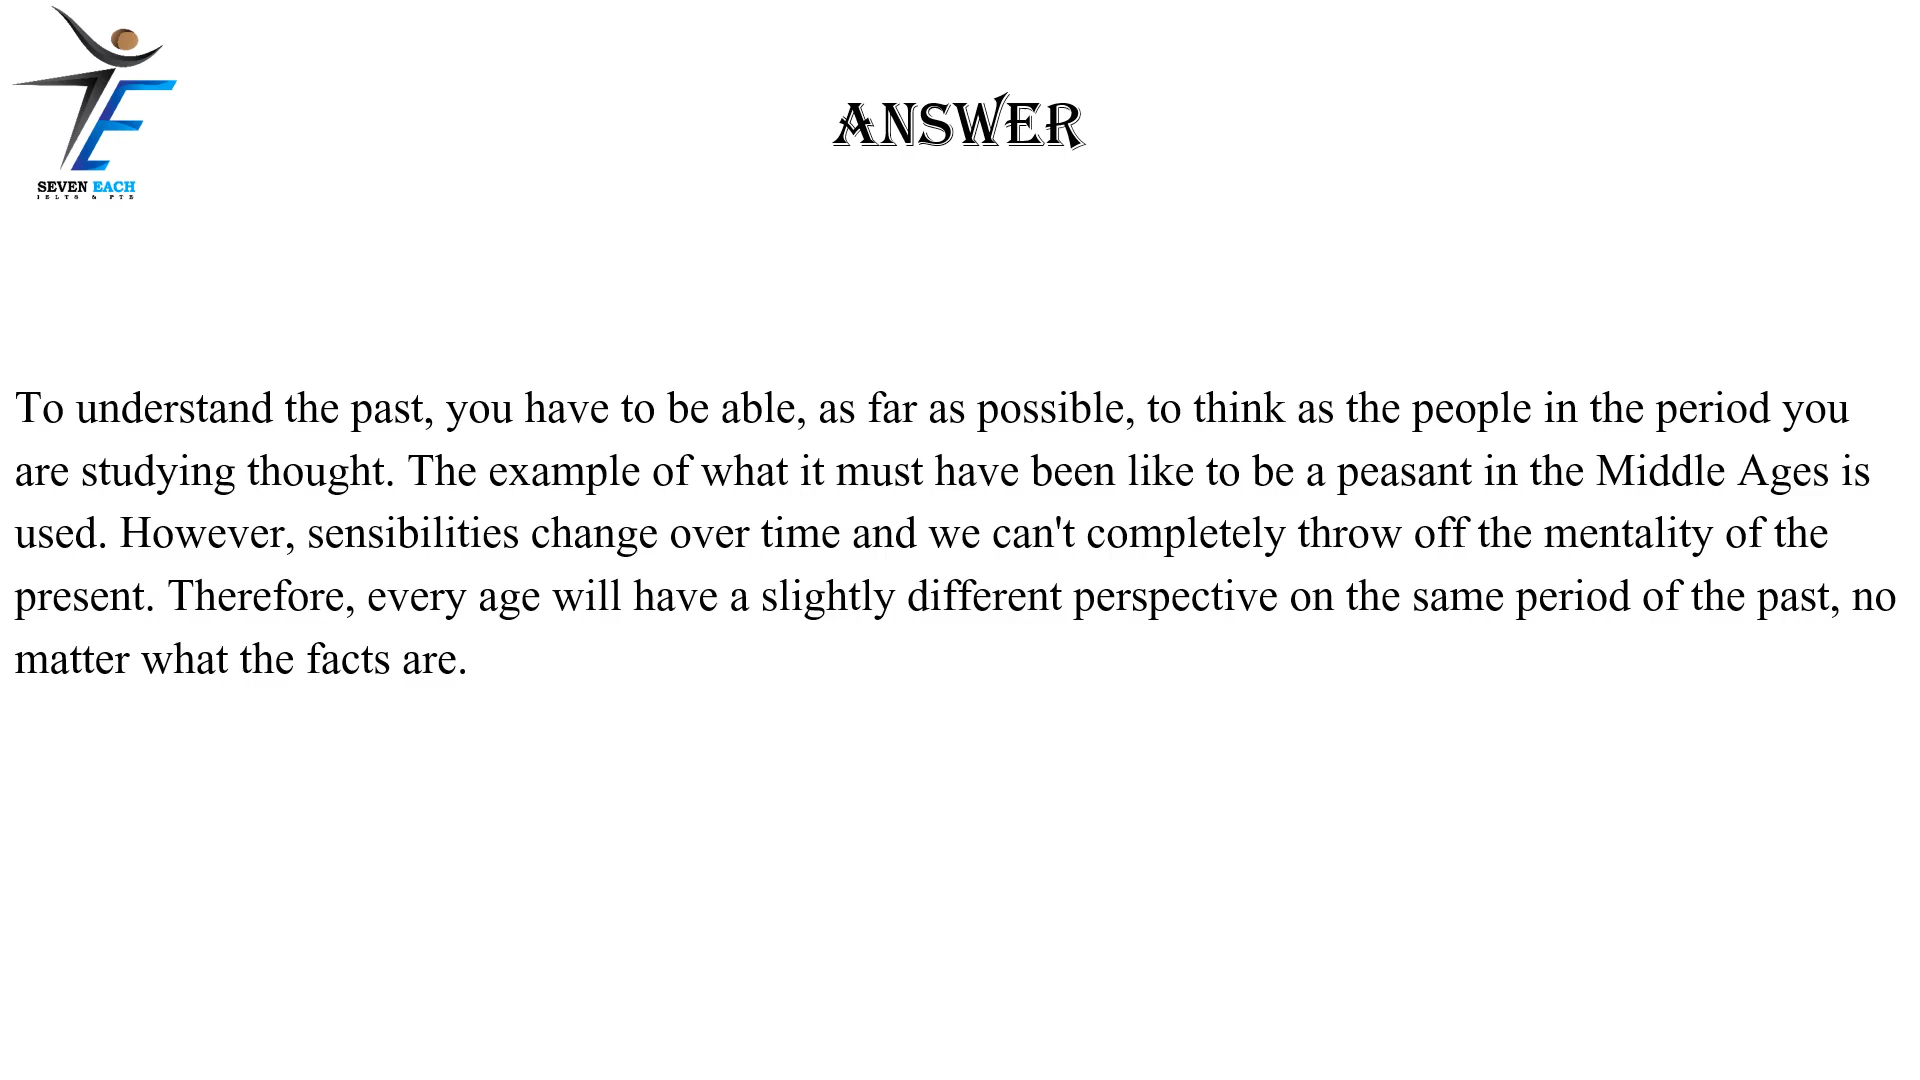 SEVEN EACH
IELTS & PTE
ANSWER
To understand the past, you have to be able, as far as possible, to think as the people in the period you
are studying thought. The example of what it must have been like to be a peasant in the Middle Ages is
used. However, sensibilities change over time and we can't completely throw off the mentality of the
present. Therefore, every age will have a slightly different perspective on the same period of the past, no
matter what the facts are.